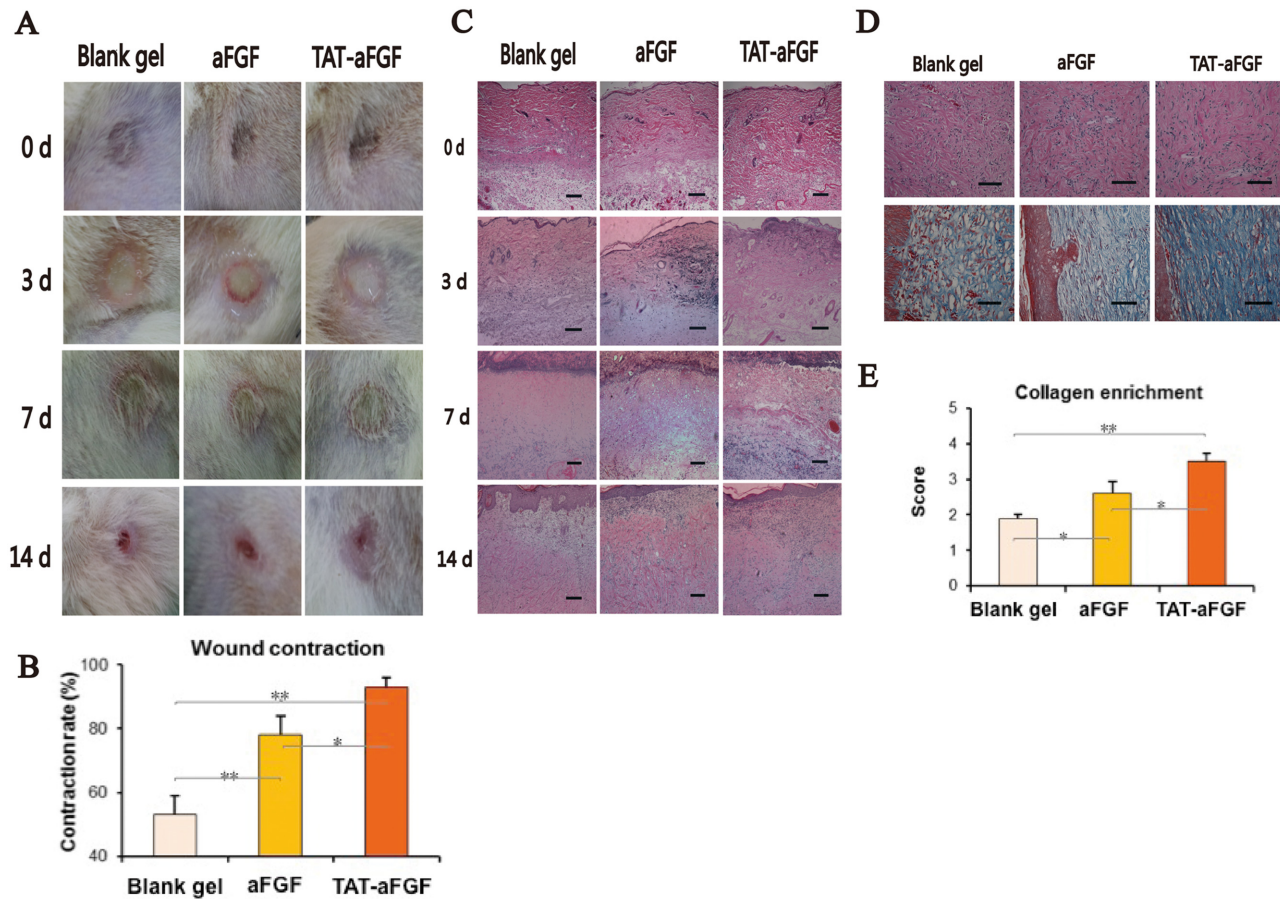 A
Blank gel aFGF TAT-aFGF
0 d
3 d
7 d
14 d
B
Wound contraction
Contraction rate (%)
100
80
60
40
**
**
*
Blank gel aFGF TAT-aFGF
C
Blank gel aFGF TAT-aFGF
0 d
3 d
7 d
14 d
D
Blank gel aFGF TAT-aFGF
E
Collagen enrichment
Score
5
4
3
2
1
0
**
*
*
Blank gel aFGF TAT-aFGF